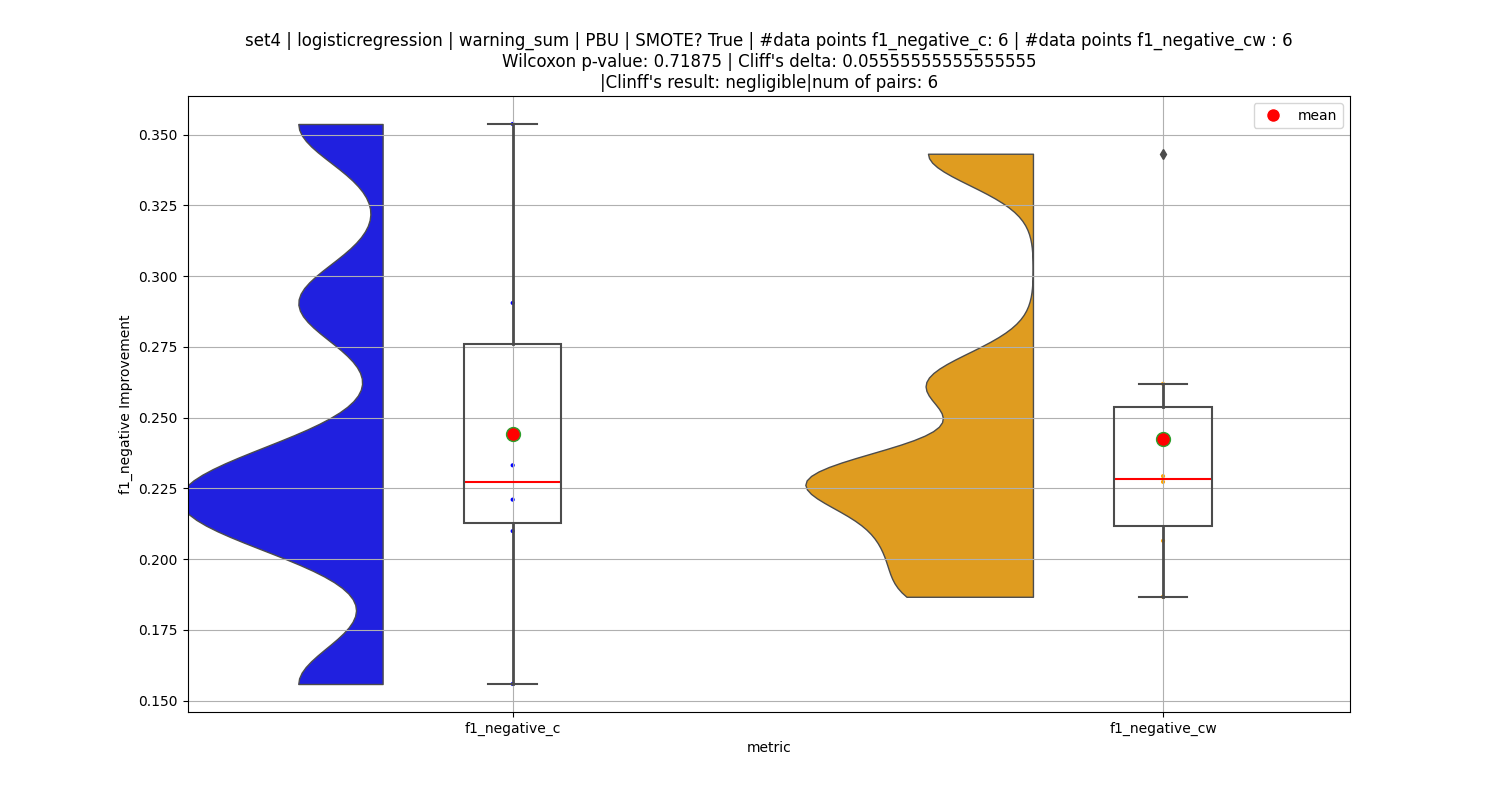 set4 | logisticregression | warning_sum | PBU | SMOTE? True | #data points f1_negative_c: 6 | #data points f1_negative_cw : 6
Wilcoxon p-value: 0.71875 | Cliff's delta: 0.05555555555555555
|Clinff's result: negligible|num of pairs: 6
mean
0.350
0.325
0.300
0.275
0.250
0.225
0.200
0.175
0.150
f1_negative Improvement
f1_negative_c
f1_negative_cw
metric